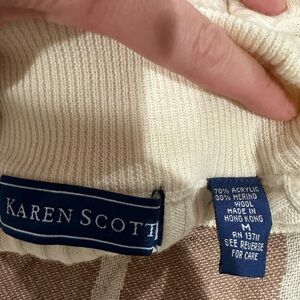 KAREN SCOTT
70% ACRYLIC
30% MERINO
WOOL
MADE IN
HONG KONG
M
RN 13711
SEE REVERSE
FOR CARE